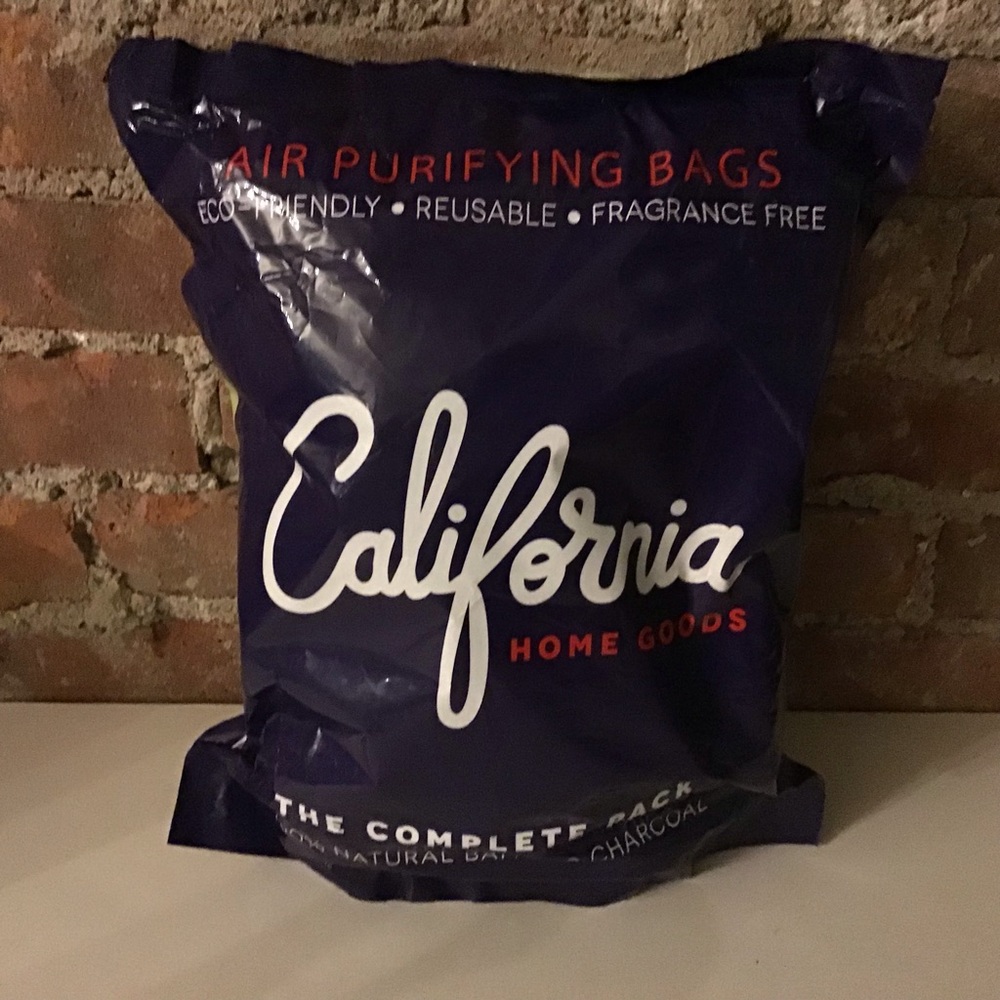 AIR PURIFYING BAGS
ECO-FRIENDLY • REUSABLE • FRAGRANCE FREE
California
HOME GOODS
THE COMPLETE PACK
NATURAL CHARCOAL